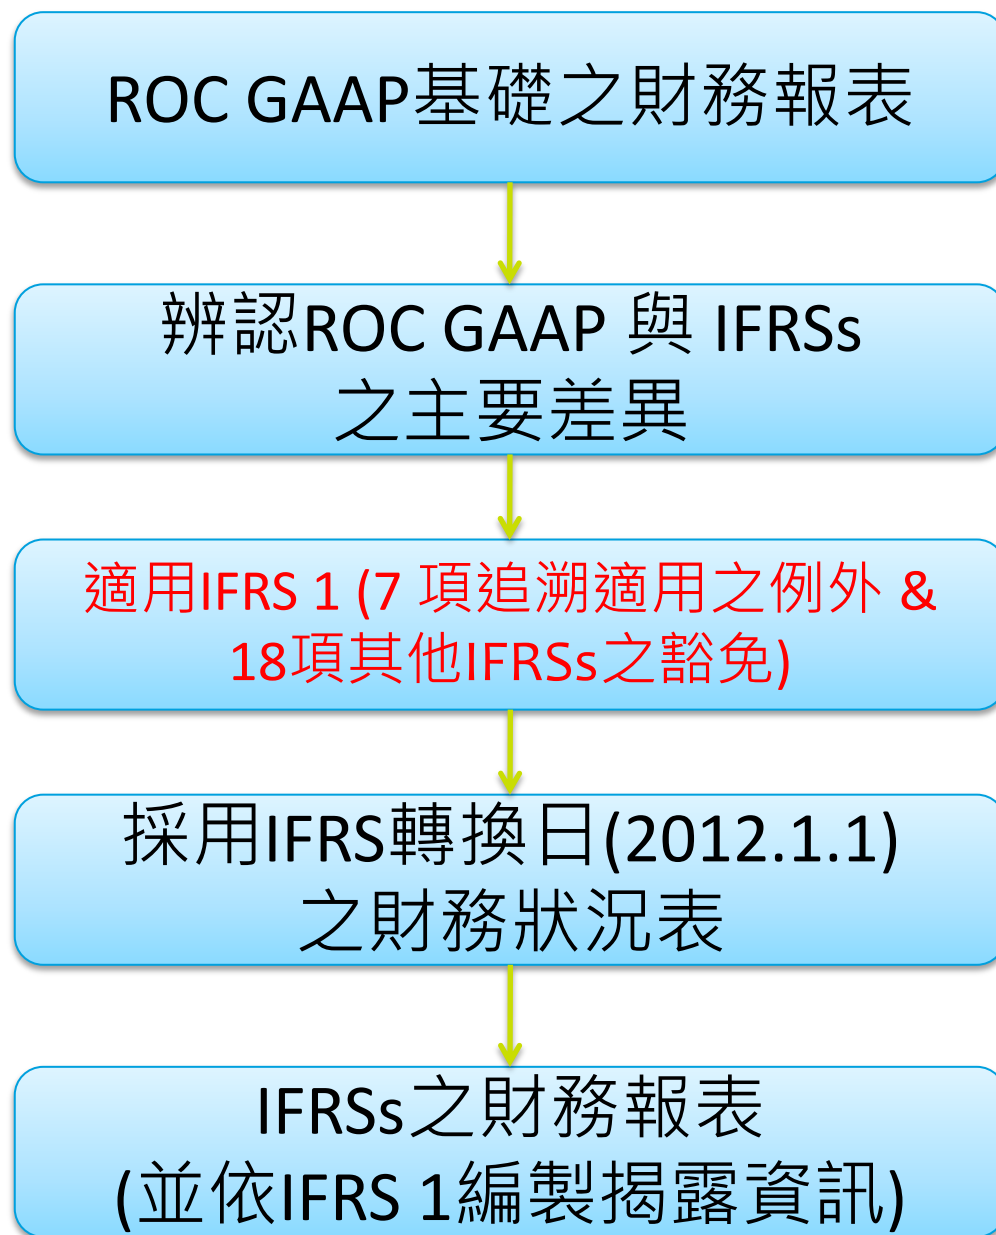 ROC GAAP基礎之財務報表
辨認ROC GAAP 與 IFRSs
之主要差異
適用IFRS 1 (7 項追溯適用之例外 &
18項其他IFRSs之豁免)
採用IFRS轉換日(2012.1.1)
之財務狀況表
IFRSs之財務報表
(並依IFRS 1編製揭露資訊)